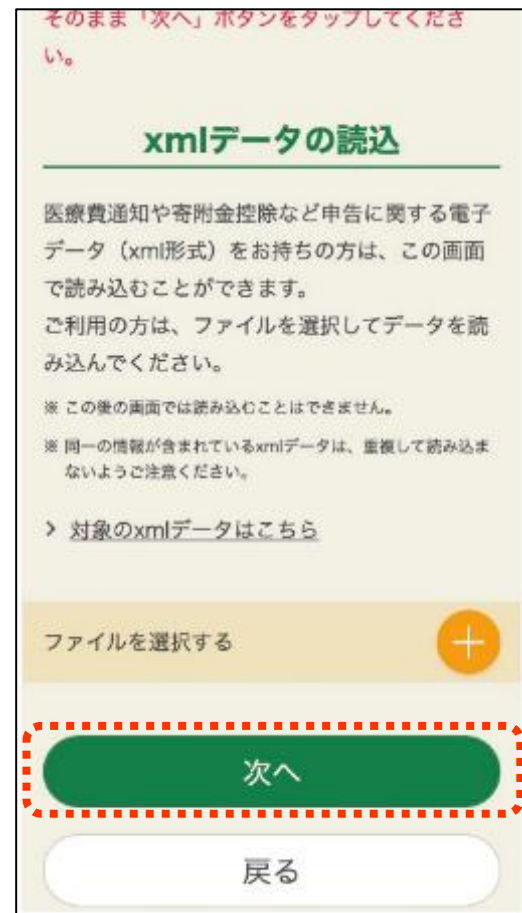 そのまま「次へ」ボタンをタップしてくださ
い。
xmlデータの読込
医療費通知や寄附金控除など申告に関する電子
データ（xml形式）をお持ちの方は、この画面
で読み込むことができます。
ご利用の方は、ファイルを選択してデータを読
み込んでください。
※ この後の画面では読み込むことはできません。
※ 同一の情報が含まれているxmlデータは、重複して読み込ま
ないようご注意ください。
> 対象のxmlデータはこちら
ファイルを選択する
次へ
戻る